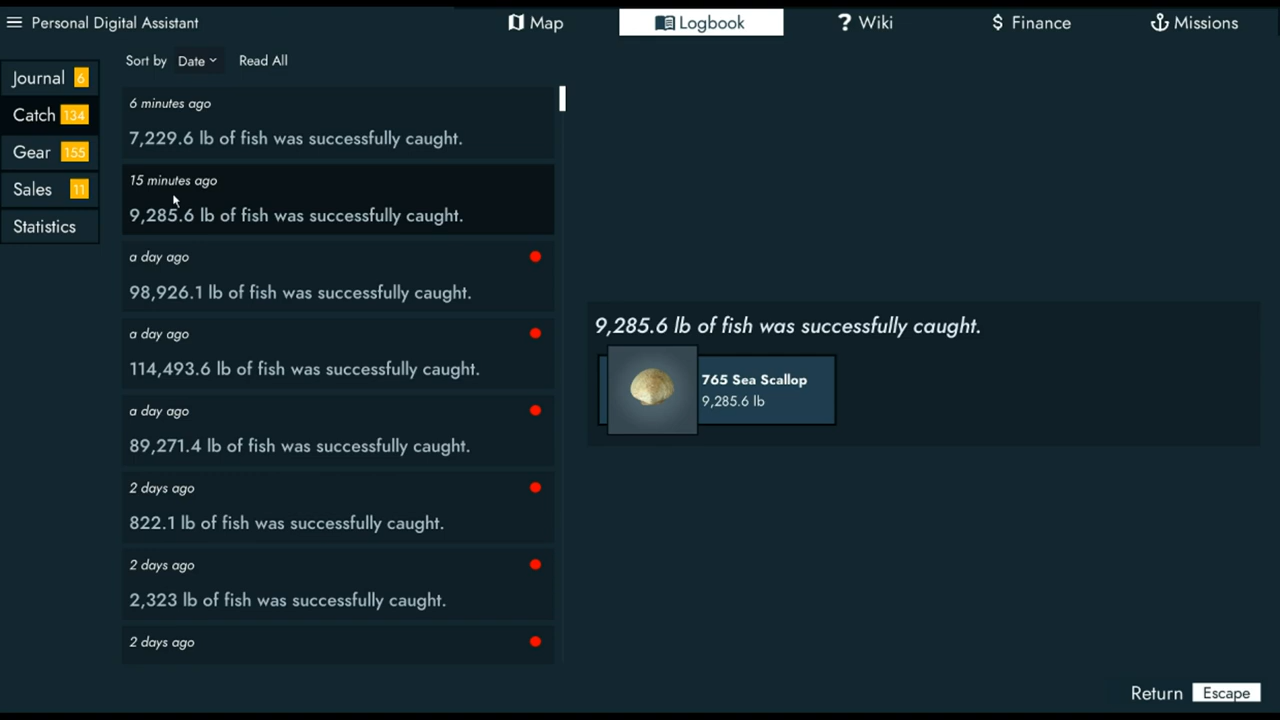 Personal Digital Assistant
Map
Logbook
? Wiki
$ Finance
Missions
Journal 6
Catch 134
Gear 155
Sales 11
Statistics
Sort by Date Read All
6 minutes ago
7,229.6 lb of fish was successfully caught.
15 minutes ago
9,285.6 lb of fish was successfully caught.
a day ago
98,926.1 lb of fish was successfully caught.
a day ago
114,493.6 lb of fish was successfully caught.
a day ago
89,271.4 lb of fish was successfully caught.
2 days ago
822.1 lb of fish was successfully caught.
2 days ago
2,323 lb of fish was successfully caught.
2 days ago
9,285.6 lb of fish was successfully caught.
765 Sea Scallop
9,285.6 lb
Return Escape